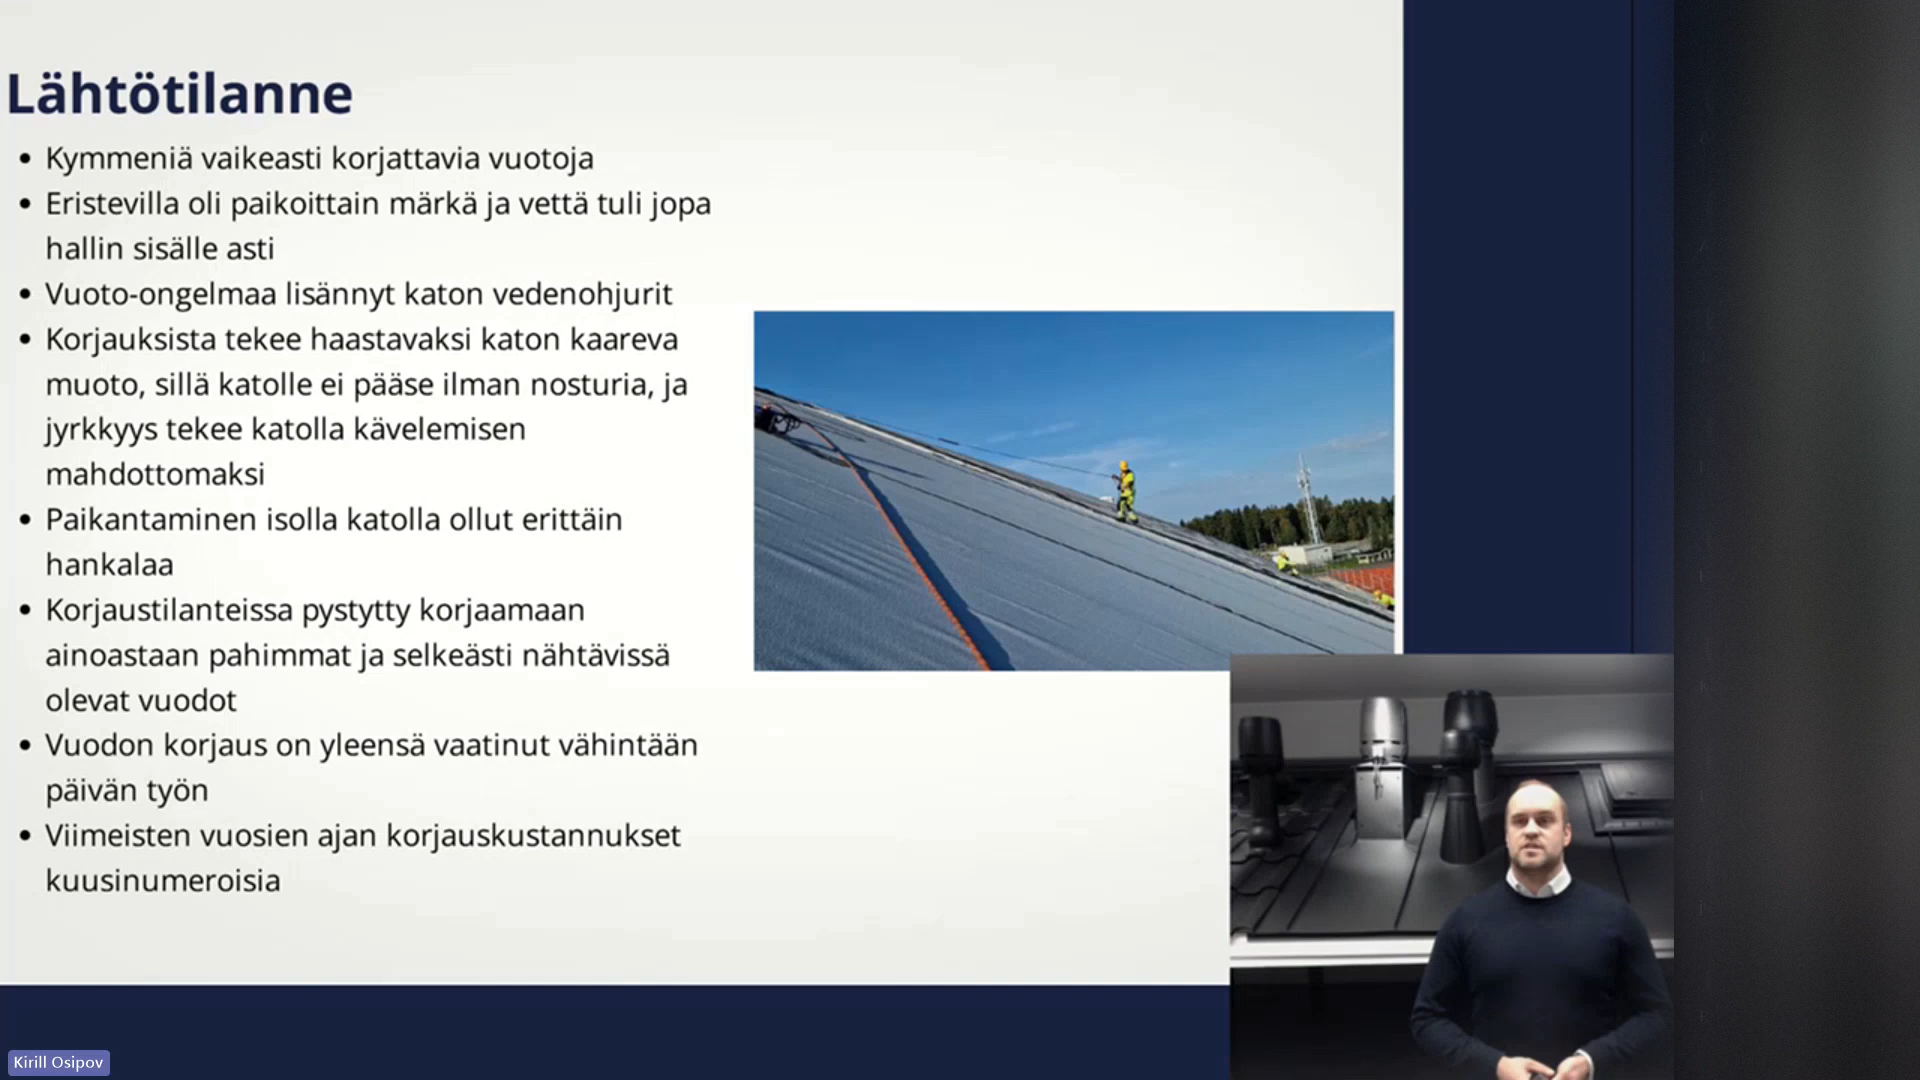 Lähtötilanne
• Kymmeniä vaikeasti korjattavia vuotoja
• Eristevilla oli paikoittain märkä ja vettä tuli jopa
hallin sisälle asti
• Vuoto-ongelmaa lisännyt katon vedenohjurit
• Korjauksista tekee haastavaksi katon kaareva
muoto, sillä katolle ei pääse ilman nosturia, ja
jyrkkyys tekee katolla kävelemisen
mahdottomaksi
• Paikantaminen isolla katolla ollut erittäin
hankalaa
• Korjaustilanteissa pystytty korjaamaan
ainoastaan pahimmat ja selkeästi nähtävissä
olevat vuodot
• Vuodon korjaus on yleensä vaatinut vähintään
päivän työn
• Viimeisten vuosien ajan korjauskustannukset
kuusinumeroisia
Kirill Osipov